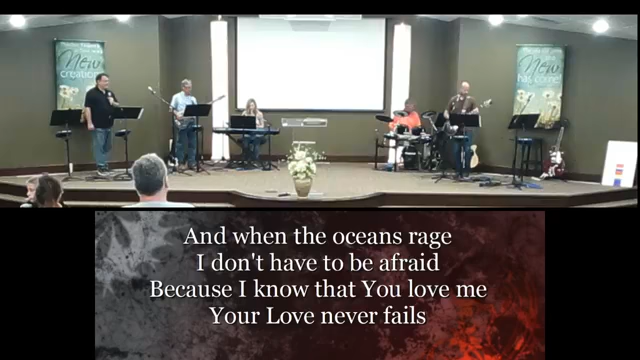 New
creation
New
has come
And when the oceans rage
I don't have to be afraid
Because I know that You love me
Your Love never fails